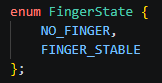 enum FingerState {
    NO_FINGER,
    FINGER_STABLE
};